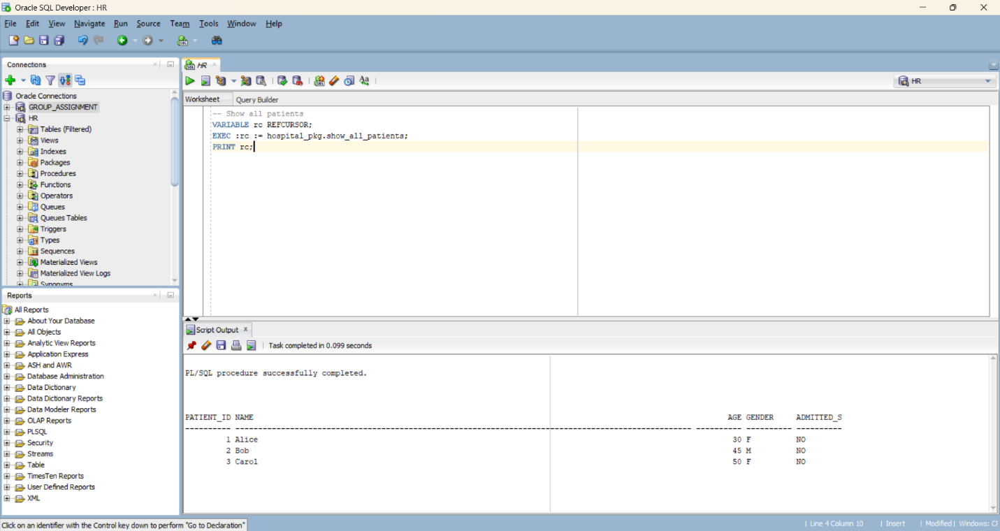 Oracle SQL Developer : HR
File Edit View Navigate Run Source Team Tools Window Help
Connections
Oracle Connections
GROUP_ASSIGNMENT
HR
Tables (Filtered)
Views
Indexes
Packages
Procedures
Functions
Operators
Queues
Queues Tables
Triggers
Types
Sequences
Materialized Views
Materialized View Logs
Synonyms
Reports
All Reports
About Your Database
All Objects
Analytic View Reports
Application Express
ASH and AWR
Database Administration
Data Dictionary
Data Dictionary Reports
Data Modeler Reports
OLAP Reports
PLSQL
Security
Streams
Table
TimesTen Reports
User Defined Reports
XML
HR
HR
Worksheet Query Builder
-- Show all patients
VARIABLE rc REFCURSOR;
EXEC :rc := hospital_pkg.show_all_patients;
PRINT rc;
Script Output x
Task completed in 0.099 seconds
PL/SQL procedure successfully completed.
PATIENT_ID NAME AGE GENDER ADMITTED_S
---------- ---------------------------------------------------------------------------------------------------- ---------- ---------- ----------
1 Alice 30 F NO
2 Bob 45 M NO
3 Carol 50 F NO
Click on an identifier with the Control key down to perform "Go to Declaration"
| Line 4 Column 10 | Insert | Modified | Windows: C